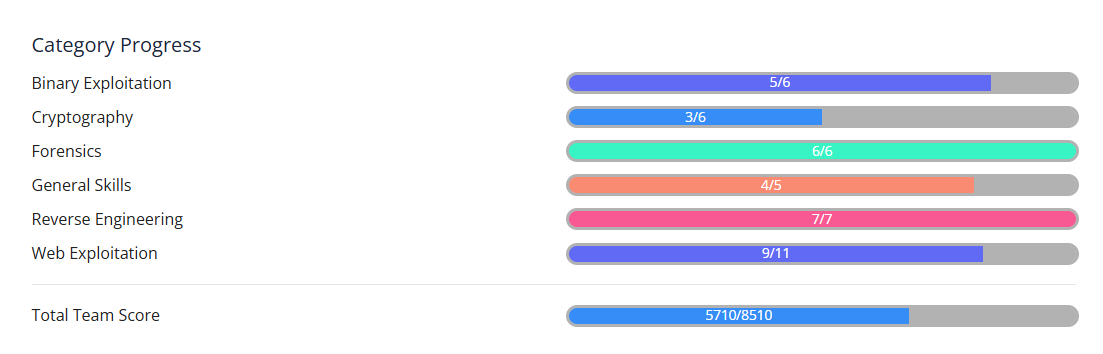 Category Progress
Binary Exploitation 5/6
Cryptography 3/6
Forensics 6/6
General Skills 4/5
Reverse Engineering 7/7
Web Exploitation 9/11
Total Team Score 5710/8510